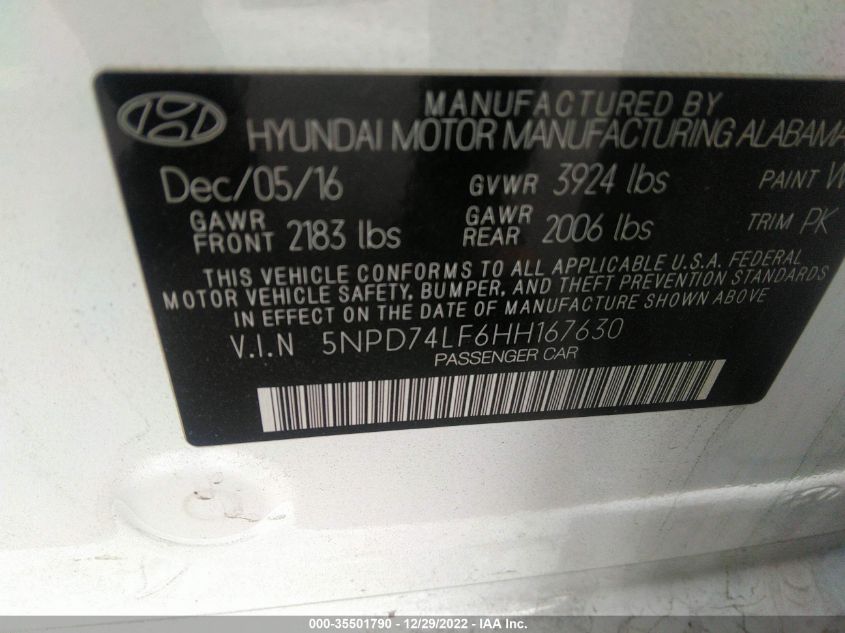 MANUFACTURED BY
HYUNDAI MOTOR MANUFACTURING ALABAMA
Dec/05/16 GVWR 3924 lbs PAINT
GAWR FRONT 2183 lbs GAWR REAR 2006 lbs TRIM PK
THIS VEHICLE CONFORMS TO ALL APPLICABLE U.S.A. FEDERAL
MOTOR VEHICLE SAFETY, BUMPER, AND THEFT PREVENTION STANDARDS
IN EFFECT ON THE DATE OF MANUFACTURE SHOWN ABOVE
V.I.N 5NPD74LF6HH167630
PASSENGER CAR
000-35501790 - 12/29/2022 - IAA Inc.